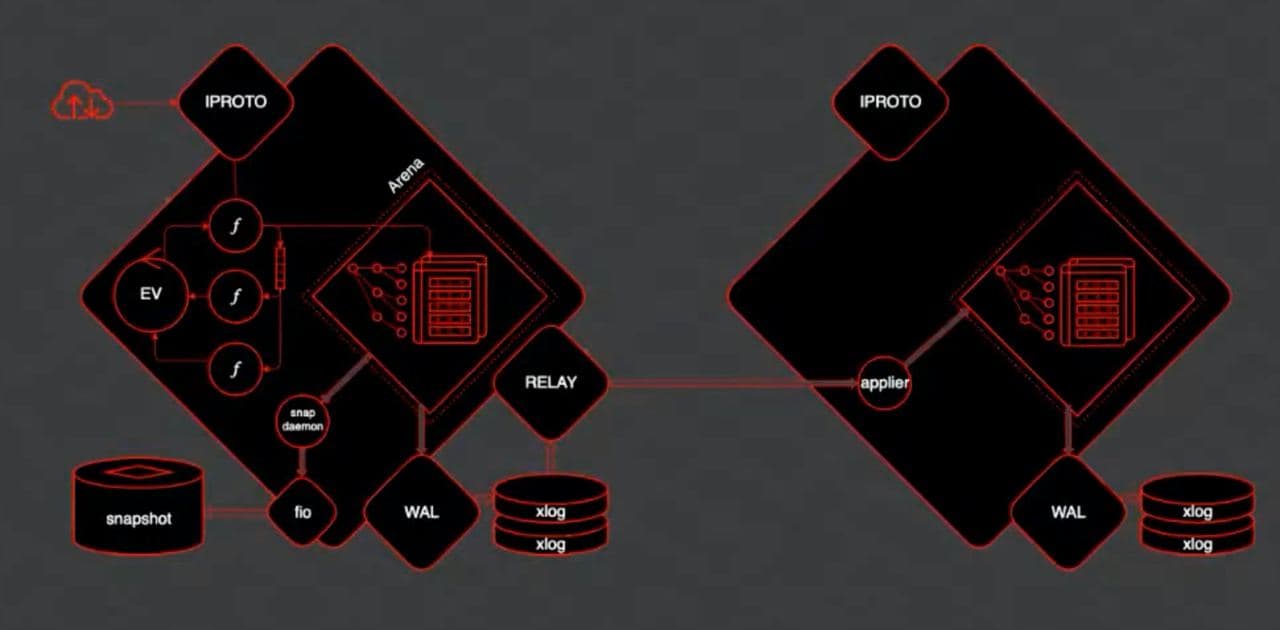 IPROTO
Arena
f
EV
f
f
snap
daemon
RELAY
snapshot
fio
WAL
xlog
xlog
IPROTO
applier
WAL
xlog
xlog